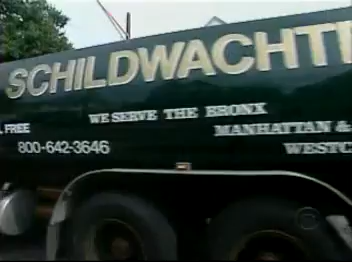 SCHILDWACHT
WE SERVE THE BRONX
FREE
MANHATTAN &
800-642-3646
WESTC